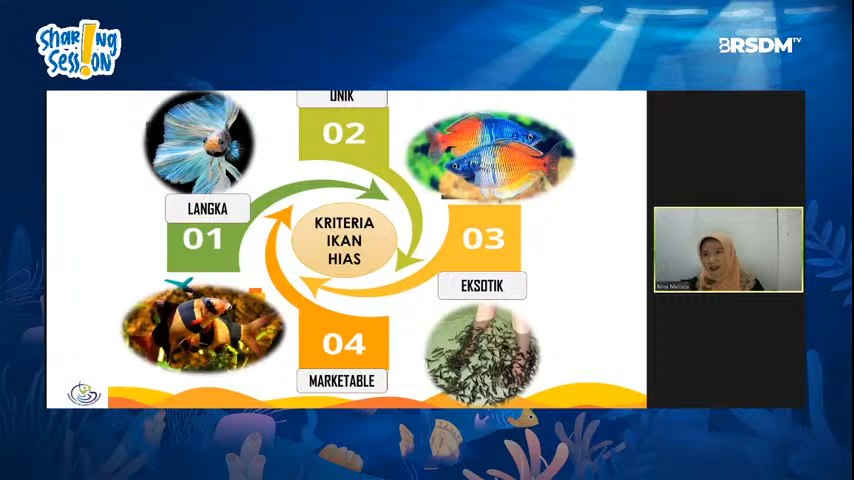 Sharing
Session
BRSDM TV
UNIK
02
LANGKA
01
KRITERIA
IKAN
HIAS
03
EKSOTIK
04
MARKETABLE